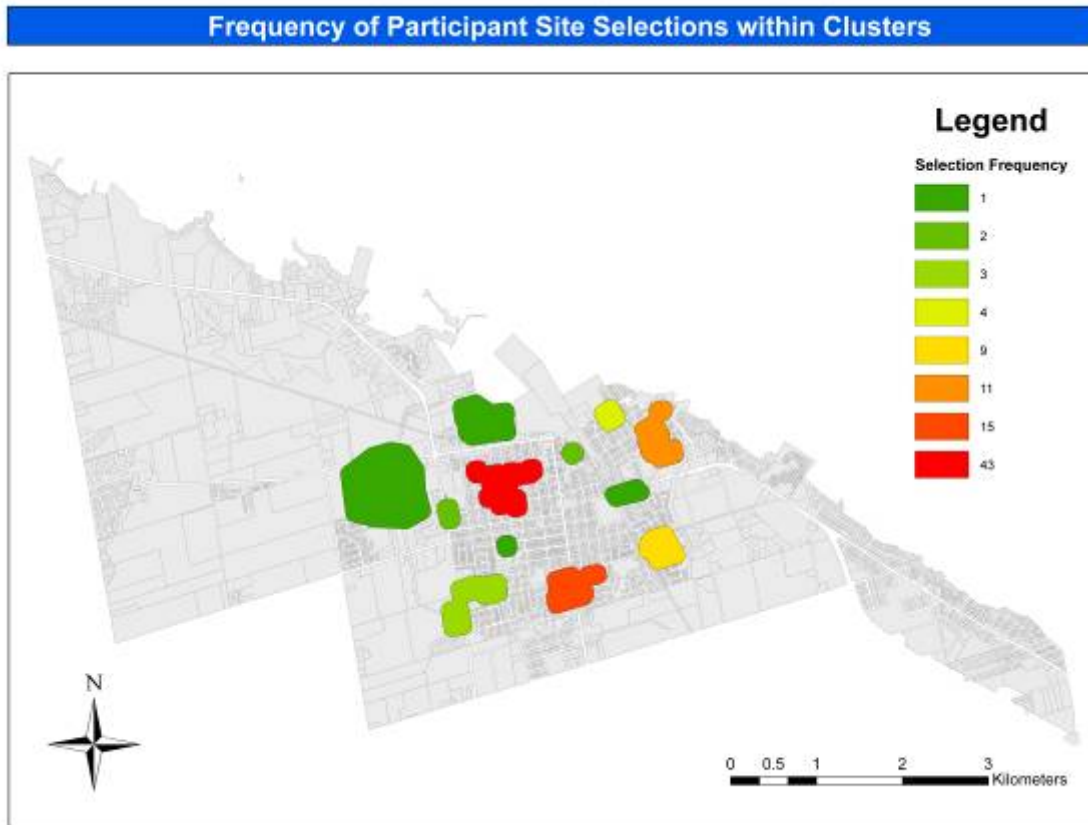 Frequency of Participant Site Selections within Clusters
Legend
Selection Frequency
1
2
3
4
9
11
15
43
N
0 0.5 1 2 3
Kilometers